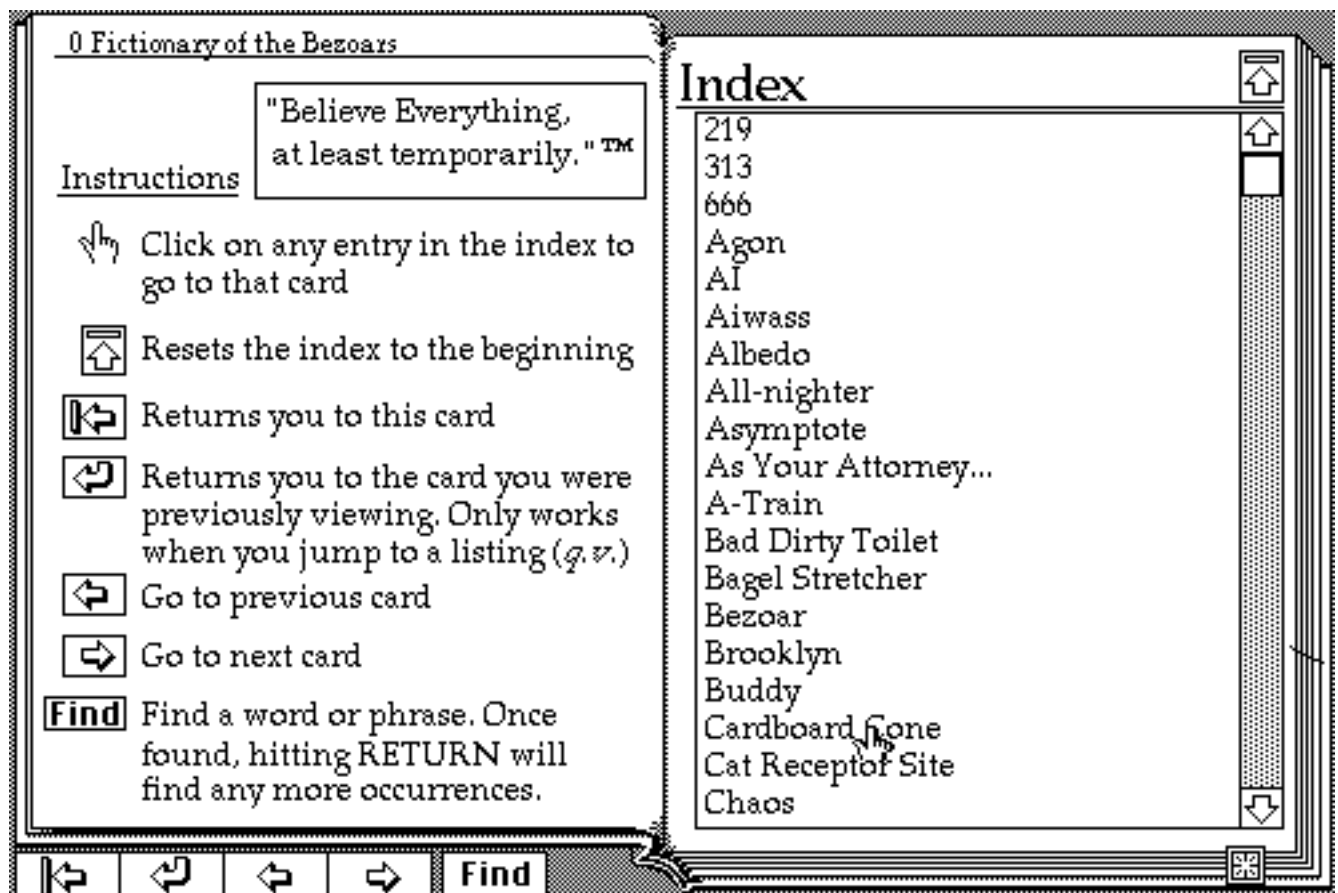 0 Fictionary of the Bezoars
"Believe Everything,
at least temporarily."™
Instructions
Click on any entry in the index to
go to that card
Resets the index to the beginning
Returns you to this card
Returns you to the card you were
previously viewing. Only works
when you jump to a listing (q.v.)
Go to previous card
Go to next card
Find
Find a word or phrase. Once
found, hitting RETURN will
find any more occurrences.
Find
Index
219
313
666
Agon
AI
Aiwass
Albedo
All-nighter
Asymptote
As Your Attorney...
A-Train
Bad Dirty Toilet
Bagel Stretcher
Bezoar
Brooklyn
Buddy
Cardboard Cone
Cat Receptor Site
Chaos